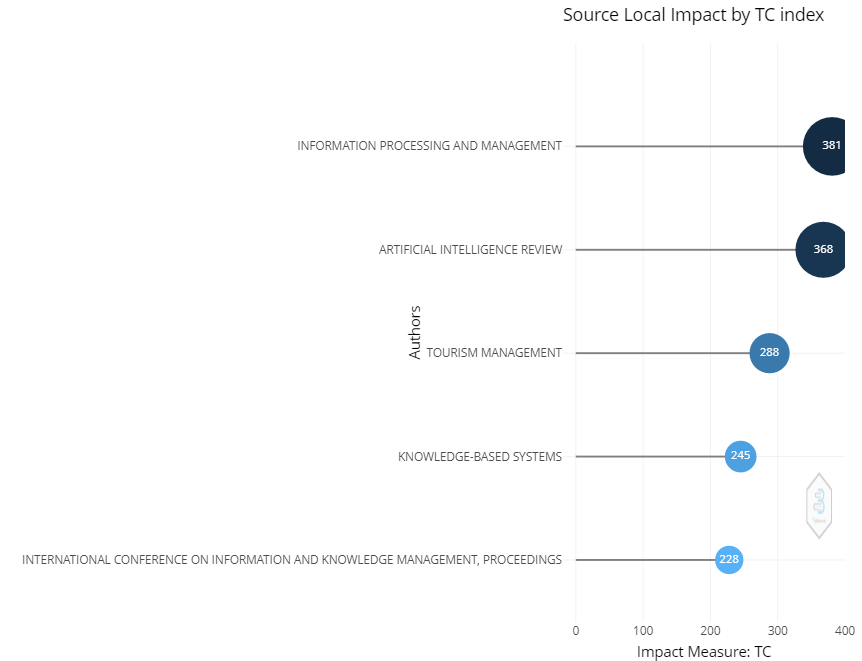 Source Local Impact by TC index
INFORMATION PROCESSING AND MANAGEMENT
381
ARTIFICIAL INTELLIGENCE REVIEW
368
Authors
TOURISM MANAGEMENT
288
KNOWLEDGE-BASED SYSTEMS
245
INTERNATIONAL CONFERENCE ON INFORMATION AND KNOWLEDGE MANAGEMENT, PROCEEDINGS
228
0 100 200 300 400
Impact Measure: TC